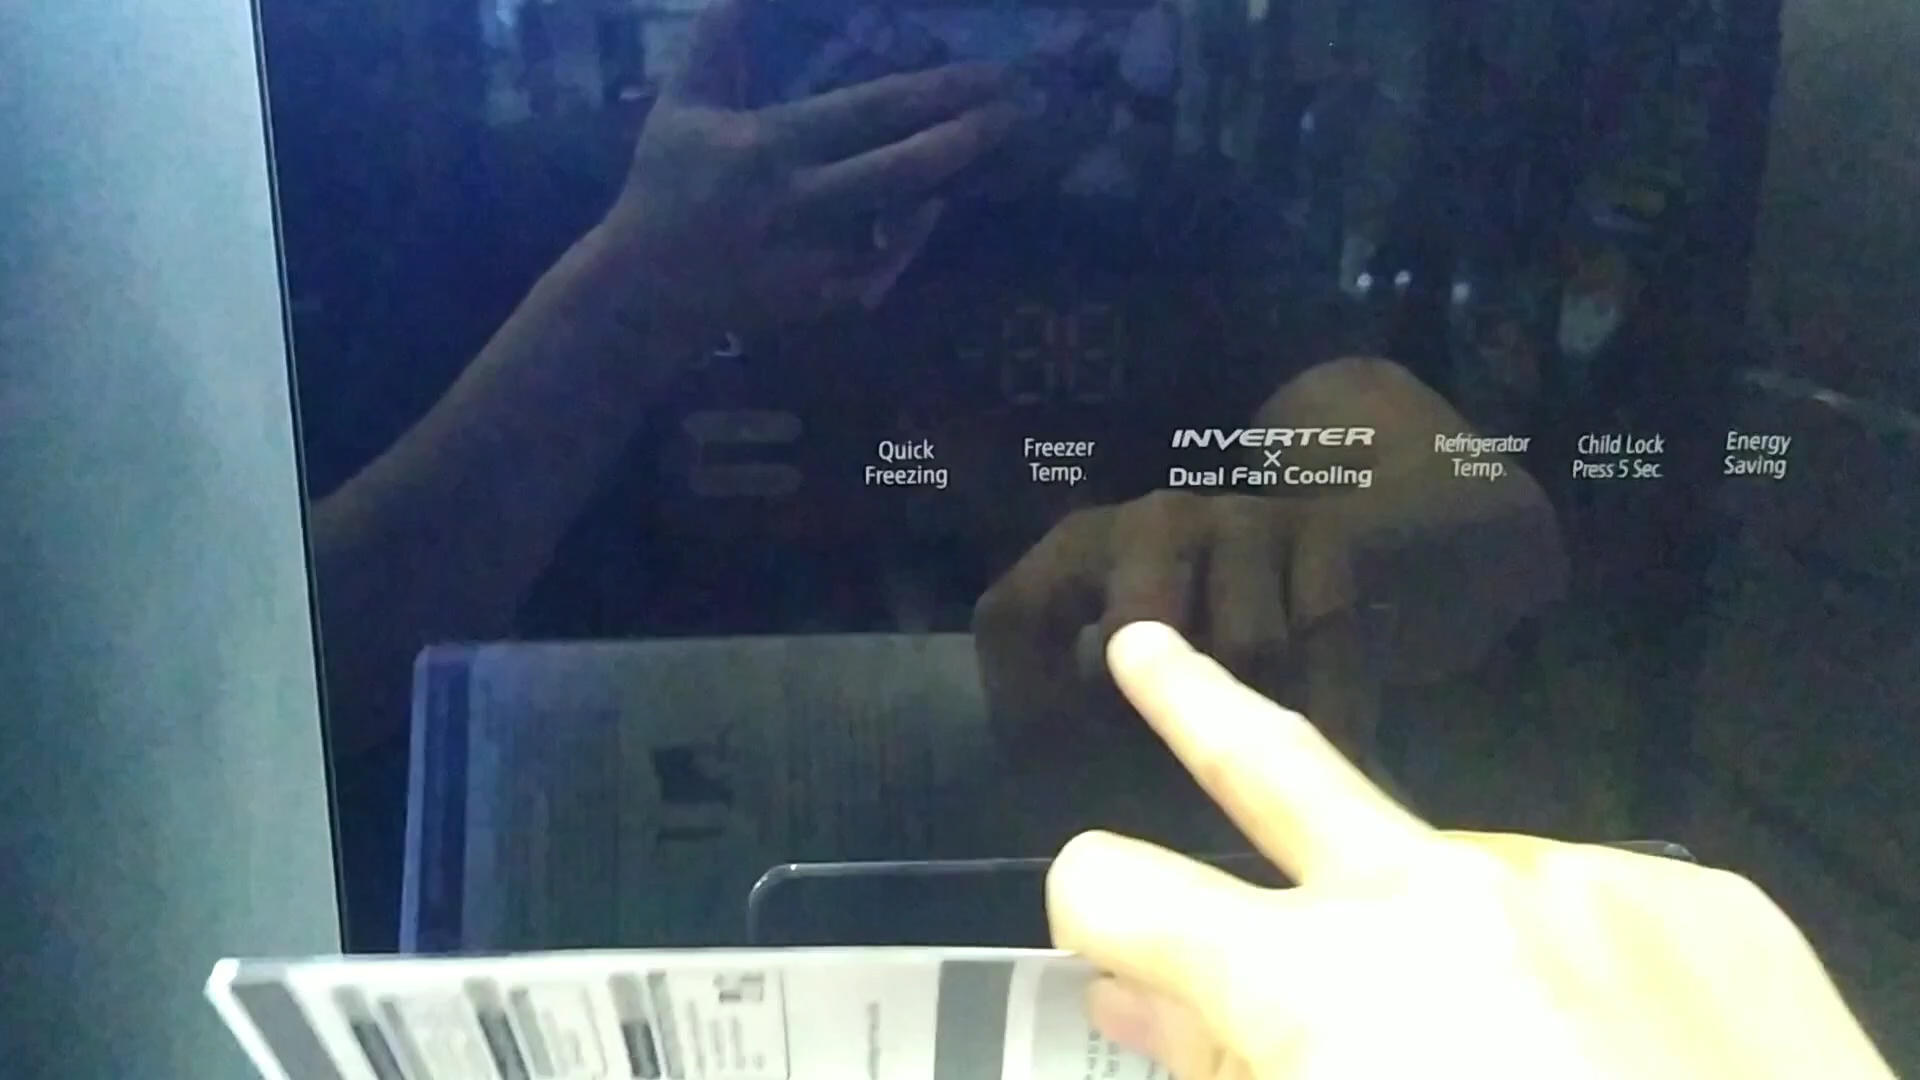 Quick
Freezing
Freezer
Temp.
INVERTER
×
Dual Fan Cooling
Refrigerator
Temp.
Child Lock
Press 5 Sec.
Energy
Saving